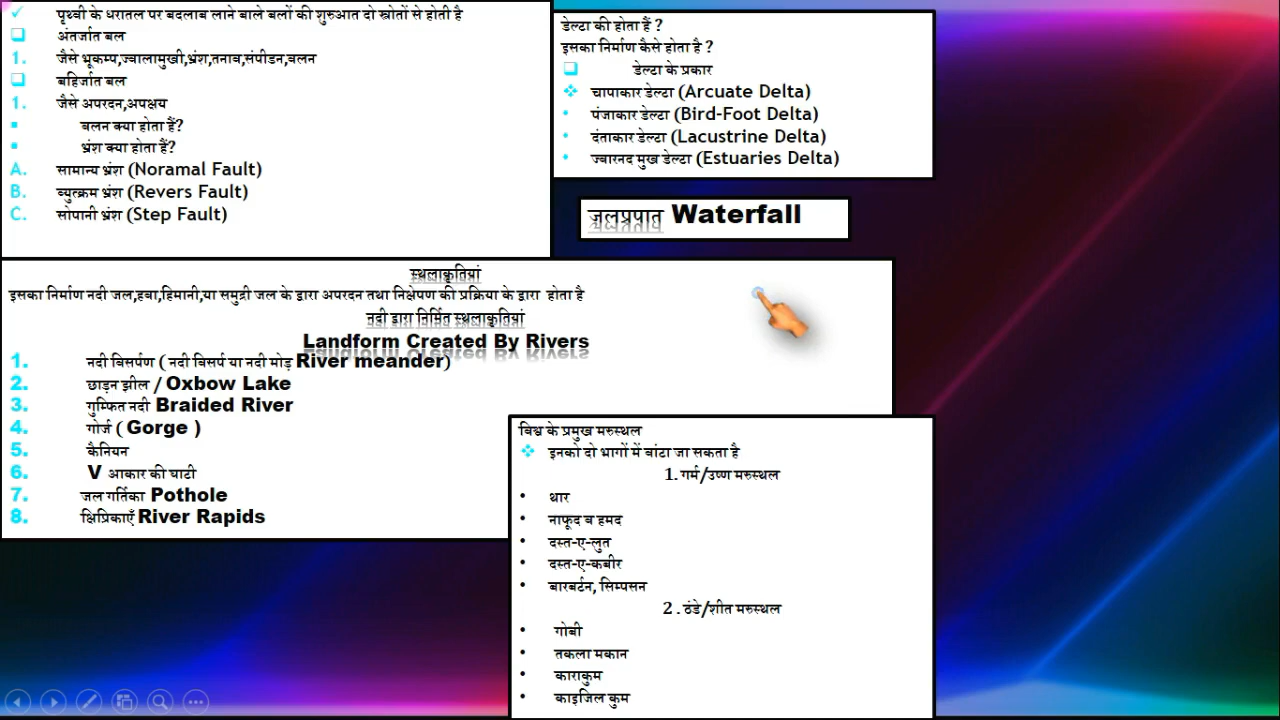 ✓ पृथ्वी के धरातल पर बदलाब लाने बाले बलों की शुरुआत दो स्रोतों से होती है
❑ अंतर्जात बल
1. जैसे भूकम्प,ज्वालामुखी,भ्रंश,तनाव,संपीडन,वलन
❑ बहिर्जात बल
1. जैसे अपरदन,अपक्षय
▪ बलन क्या होता हैं?
▪ भ्रंश क्या होता हैं?
A. सामान्य भ्रंश (Noramal Fault)
B. व्युत्क्रम भ्रंश (Revers Fault)
C. सोपानी भ्रंश (Step Fault)
डेल्टा की होता हैं ?
इसका निर्माण कैसे होता है ?
❑ डेल्टा के प्रकार
❖ चापाकार डेल्टा (Arcuate Delta)
• पंजाकार डेल्टा (Bird-Foot Delta)
• दंताकार डेल्टा (Lacustrine Delta)
• ज्वारनद मुख डेल्टा (Estuaries Delta)
जलप्रपात Waterfall
स्थलाकृतियां
इसका निर्माण नदी जल,हबा,हिमानी,या समुद्री जल के द्वारा अपरदन तथा निक्षेपण की प्रक्रिया के द्वारा होता है
नदी द्वारा निर्मित स्थलाकृतियां
Landform Created By Rivers
1. नदी बिसर्पण ( नदी बिसर्प या नदी मोड़ River meander)
2. छाड़न झील / Oxbow Lake
3. गुम्फित नदी Braided River
4. गोर्ज ( Gorge )
5. कैनियन
6. V आकार की घाटी
7. जल गर्तिका Pothole
8. क्षिप्रिकाएँ River Rapids
बिश्व के प्रमुख मरुस्थल
❖ इनको दो भागों में बांटा जा सकता है
1. गर्म/उष्ण मरुस्थल
• थार
• नाफूद ब हमद
• दस्त-ए-लुत
• दस्त-ए-कबीर
• बारबर्टन, सिम्पसन
2 . ठंडे/शीत मरुस्थल
• गोबी
• तकला मकान
• काराकुम
• काइजिल कुम